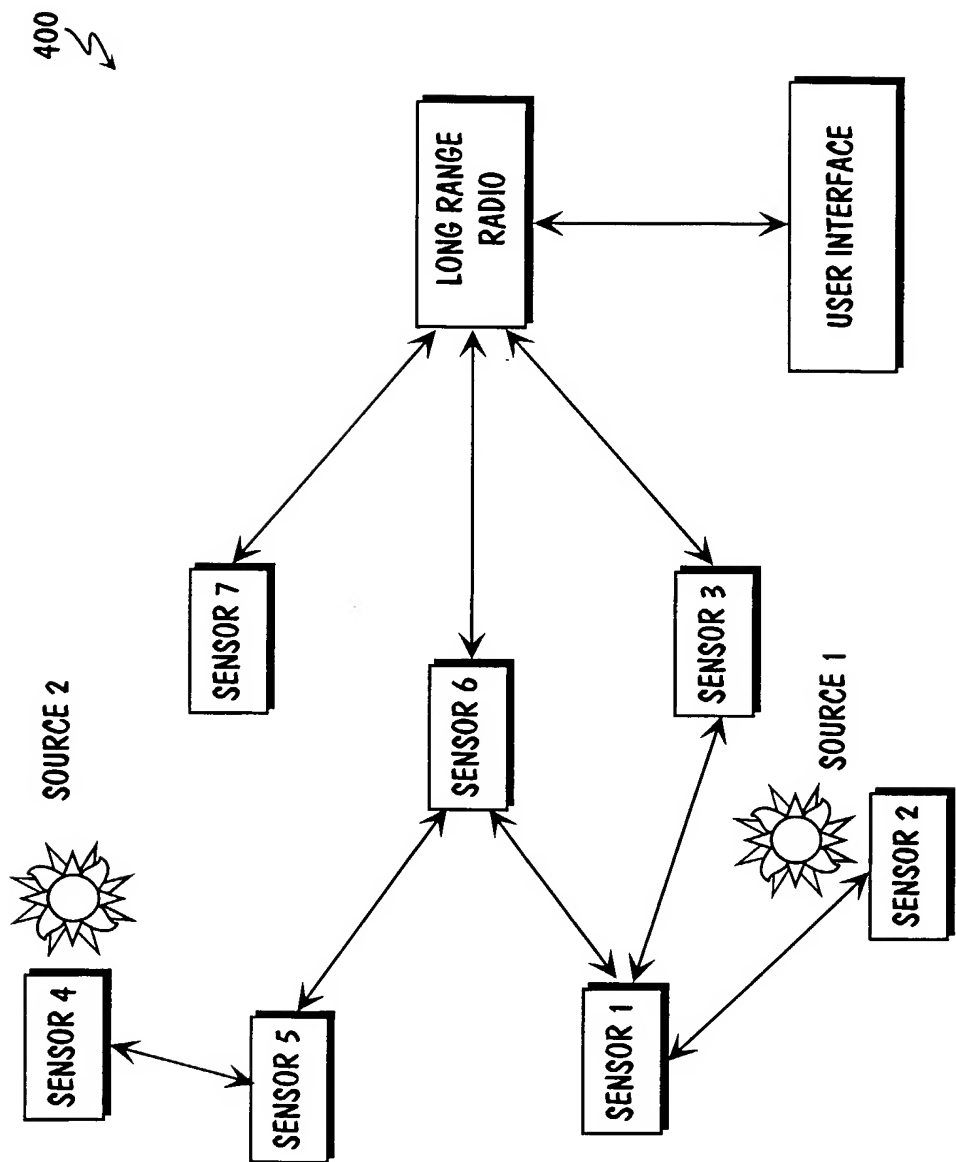 400
SOURCE 2
SENSOR 4
SENSOR 5
SENSOR 7
SENSOR 6
LONG RANGE
RADIO
SENSOR 1
SENSOR 3
SOURCE 1
SENSOR 2
USER INTERFACE